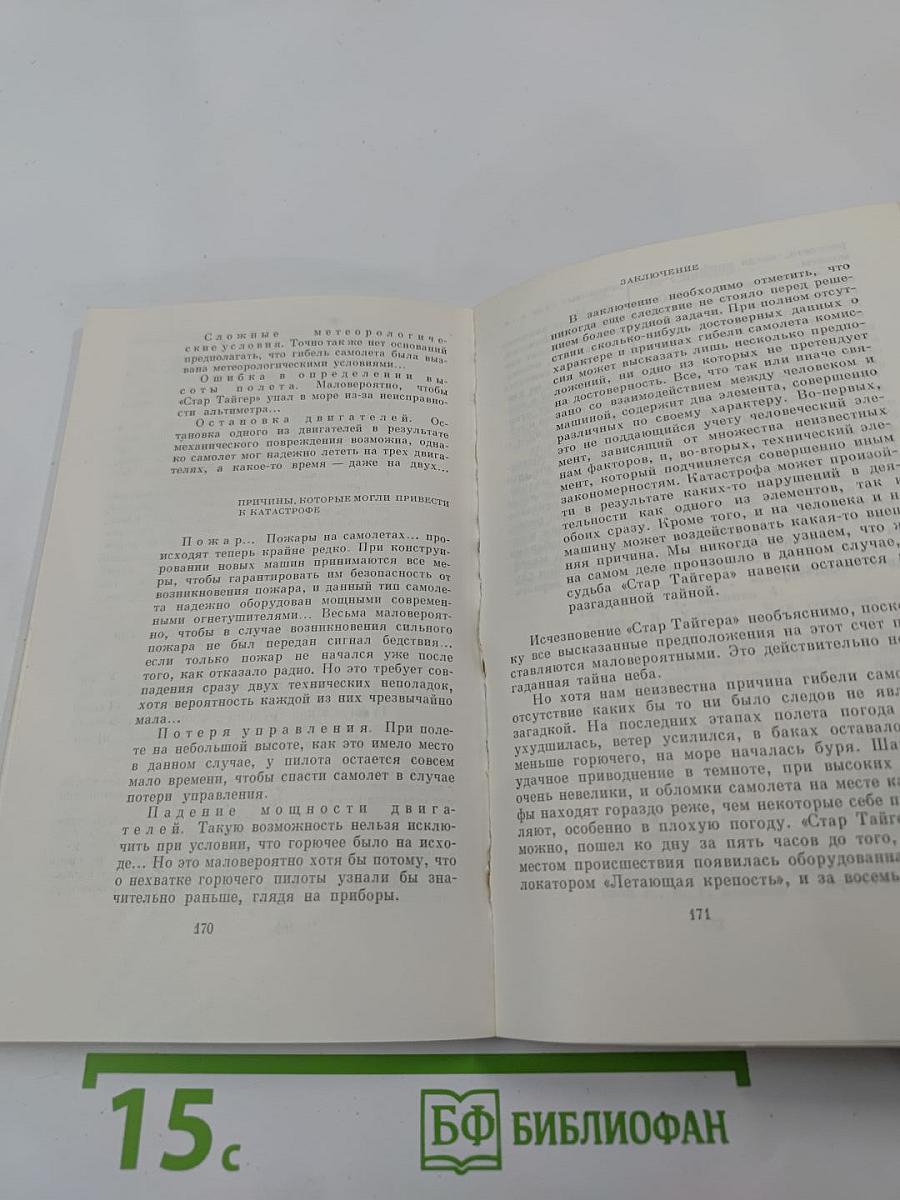 Сложные метеорологиче-
ские условия. Точно так же нет оснований
предполагать, что гибель самолета была выз-
вана метеорологическими условиями...
Ошибка в определении вы-
соты полета. Маловероятно, чтобы
«Стар Тайгер» упал в море из-за неисправно-
сти альтиметра...
Остановка двигателей. Ос-
тановка одного из двигателей в результате
механического повреждения возможна, одна-
ко самолет мог надежно лететь на трех двига-
телях, а какое-то время — даже на двух...
ПРИЧИНЫ, КОТОРЫЕ МОГЛИ ПРИВЕСТИ
К КАТАСТРОФЕ
Пожар... Пожары на самолетах... про-
исходят теперь крайне редко. При конструи-
ровании новых машин принимаются все ме-
ры, чтобы гарантировать им безопасность от
возникновения пожара, и данный тип самоле-
та надежно оборудован мощными современ-
ными огнетушителями... Весьма маловероят-
но, чтобы в случае возникновения сильного
пожара не был передан сигнал бедствия...
если только пожар не начался уже после
того, как отказало радио. Но это требует сов-
падения сразу двух технических неполадок,
хотя вероятность каждой из них чрезвычайно
мала...
Потеря управления. При поле-
те на небольшой высоте, как это имело место
в данном случае, у пилота остается совсем
мало времени, чтобы спасти самолет в случае
потери управления.
Падение мощности двига-
телей. Такую возможность нельзя исклю-
чить при условии, что горючее было на исхо-
де... Но это маловероятно хотя бы потому, что
о нехватке горючего пилоты узнали бы зна-
чительно раньше, глядя на приборы.
170
ЗАКЛЮЧЕНИЕ
В заключение необходимо отметить, что
никогда еще следствие не стояло перед реше-
нием более трудной задачи. При полном отсут-
ствии сколько-нибудь достоверных данных о
характере и причинах гибели самолета комис-
сия может высказать лишь несколько предпо-
ложений, ни одно из которых не претендует
на достоверность. Все, что так или иначе свя-
зано со взаимодействием между человеком и
машиной, содержит два элемента, совершенно
различных по своему характеру. Во-первых,
это не поддающийся учету человеческий эле-
мент, зависящий от множества неизвестных
нам факторов, и, во-вторых, технический эле-
мент, который подчиняется совершенно иным
закономерностям. Катастрофа может произой-
ти в результате каких-то нарушений в дея-
тельности как одного из элементов, так и
обоих сразу. Кроме того, и на человека и н
машину может воздействовать какая-то внеш
няя причина. Мы никогда не узнаем, что ж
на самом деле произошло в данном случае,
судьба «Стар Тайгера» навеки останется
разгаданной тайной.
Исчезновение «Стар Тайгера» необъяснимо, поско
ку все высказанные предположения на этот счет п
ставляются маловероятными. Это действительно не
гаданная тайна неба.
Но хотя нам неизвестна причина гибели само
отсутствие каких бы то ни было следов не явл
загадкой. На последних этапах полета погода
ухудшилась, ветер усилился, в баках оставало
меньше горючего, на море началась буря. Ша
удачное приводнение в темноте, при высоких
очень невелики, и обломки самолета на месте ка
фы находят гораздо реже, чем некоторые себе п
ляют, особенно в плохую погоду. «Стар Тайге
можно, пошел ко дну за пять часов до того,
местом происшествия появилась оборудованна
локатором «Летающая крепость», и за восемь
171
15с
БФ БИБЛИОФАН